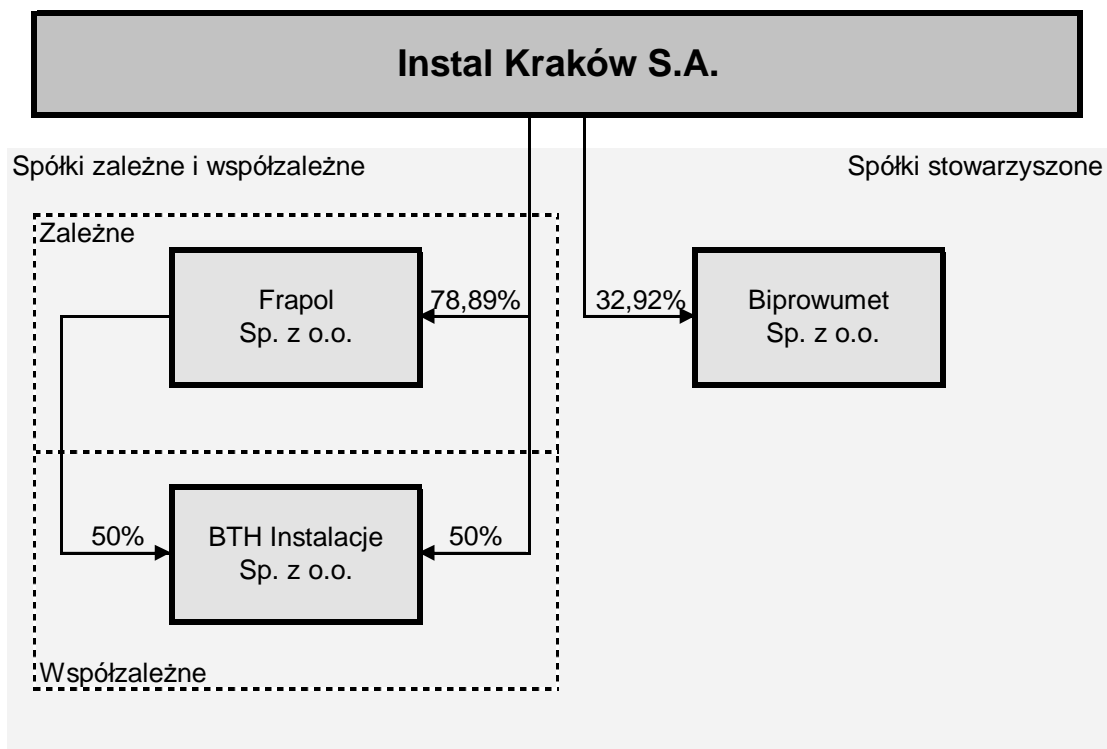 Instal Kraków S.A.
Spółki zależne i współzależne
Spółki stowarzyszone
Zależne
Frapol
Sp. z o.o.
78,89%
32,92%
Biprowumet
Sp. z o.o.
50%
BTH Instalacje
Sp. z o.o.
50%
Współzależne